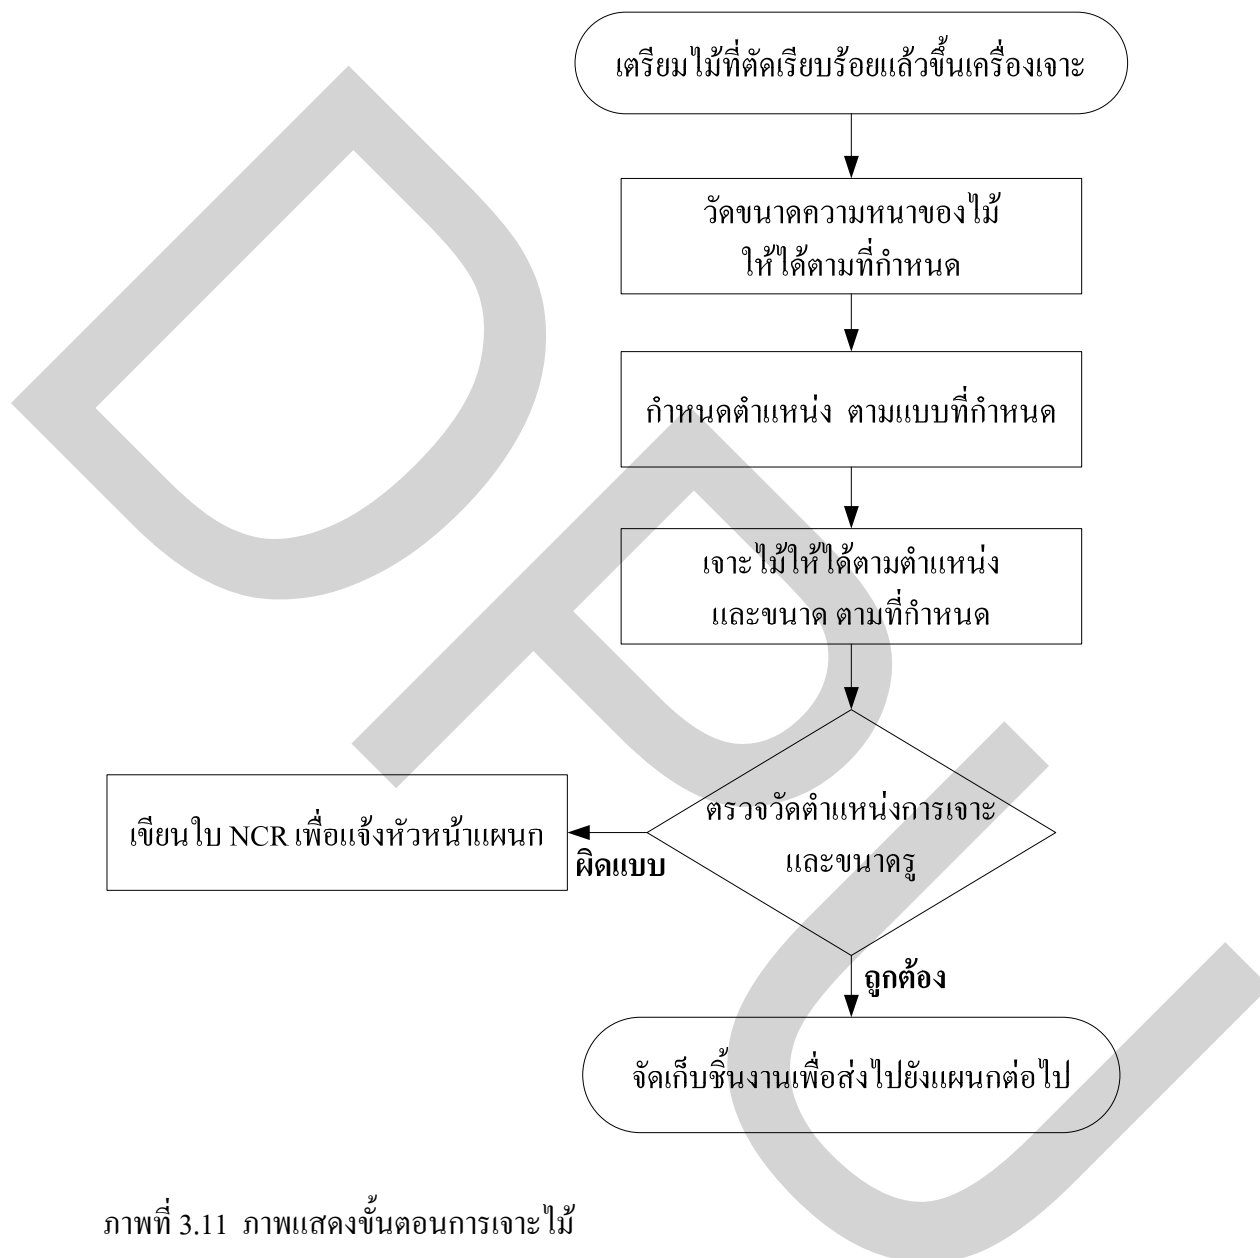 เตรียมไม้ที่ตัดเรียบร้อยแล้วขึ้นเครื่องเจาะ
วัดขนาดความหนาของไม้
ให้ได้ตามที่กำหนด
กำหนดตำแหน่ง ตามแบบที่กำหนด
เจาะไม้ให้ได้ตามตำแหน่ง
และขนาด ตามที่กำหนด
ตรวจวัดตำแหน่งการเจาะ
และขนาดรู
เขียนใบ NCR เพื่อแจ้งหัวหน้าแผนก
ผิดแบบ
ถูกต้อง
จัดเก็บชิ้นงานเพื่อส่งไปยังแผนกต่อไป
ภาพที่ 3.11 ภาพแสดงขั้นตอนการเจาะไม้
DPU